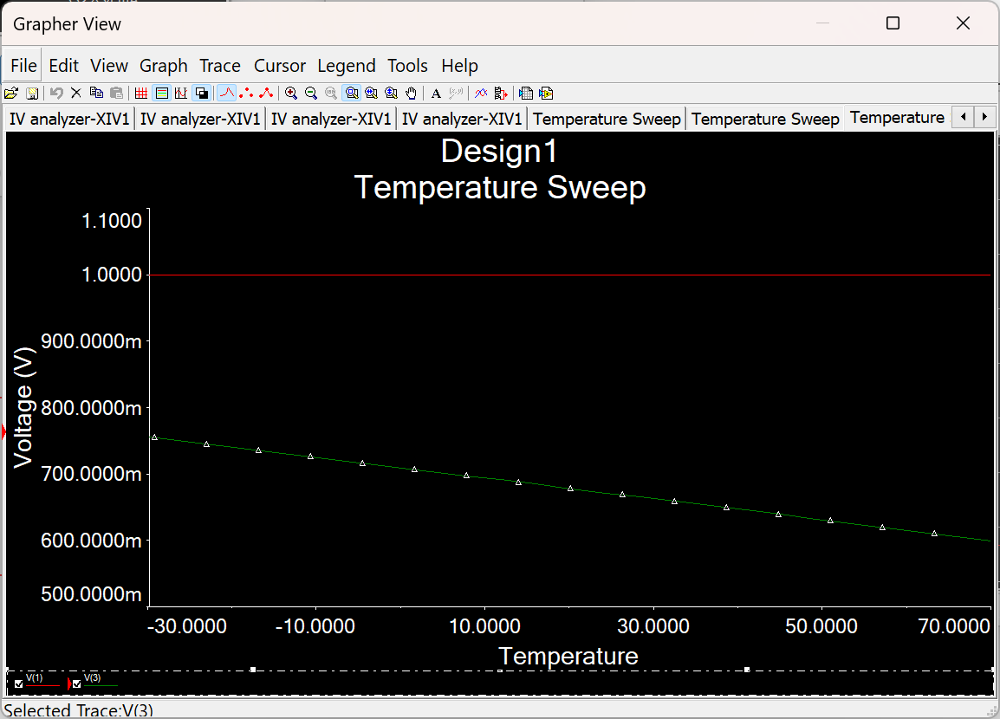 Grapher View
File Edit View Graph Trace Cursor Legend Tools Help
IV analyzer-XIV1 IV analyzer-XIV1 IV analyzer-XIV1 IV analyzer-XIV1 Temperature Sweep Temperature Sweep Temperature
Design1
Temperature Sweep
1.1000
1.0000
900.0000m
800.0000m
700.0000m
600.0000m
500.0000m
Voltage (V)
-30.0000 -10.0000 10.0000 30.0000 50.0000 70.0000
Temperature
V(1) V(3)
Selected Trace:V(3)